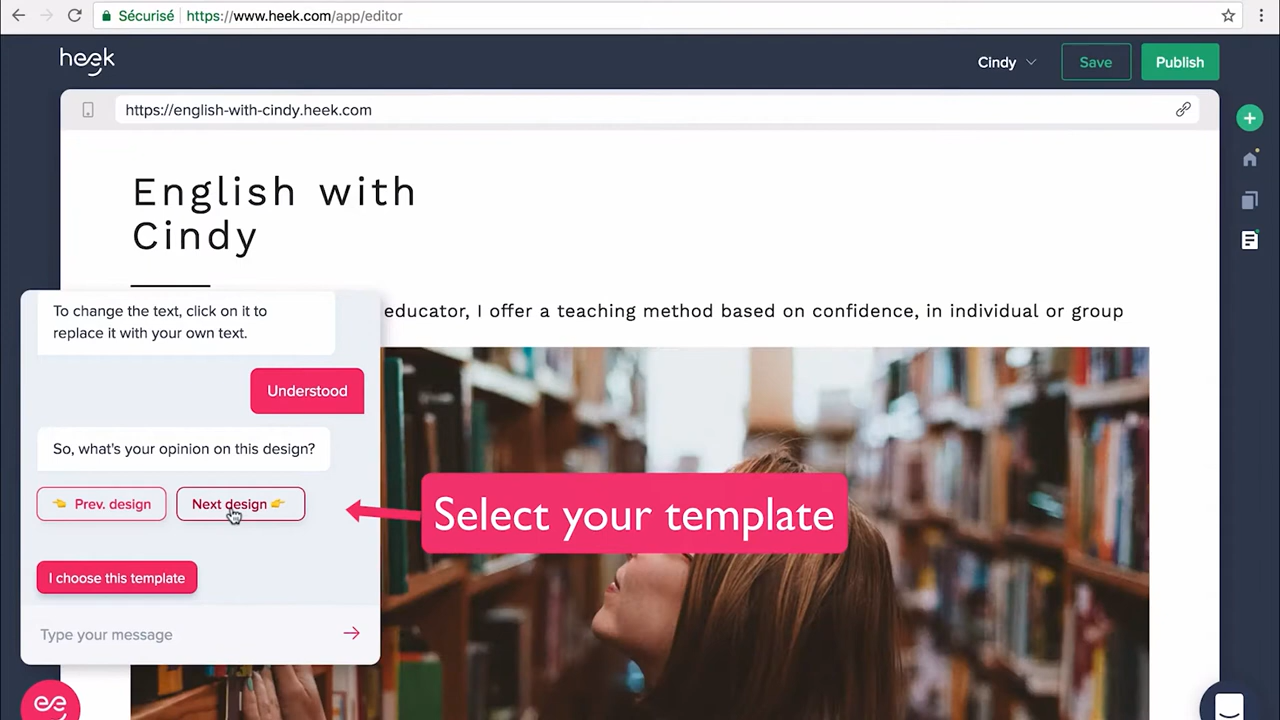 Sécurisé https://www.heek.com/app/editor
heek
Cindy
Save
Publish
https://english-with-cindy.heek.com
English with
Cindy
educator, I offer a teaching method based on confidence, in individual or group
To change the text, click on it to
replace it with your own text.
Understood
So, what's your opinion on this design?
Prev. design
Next design
Select your template
I choose this template
Type your message